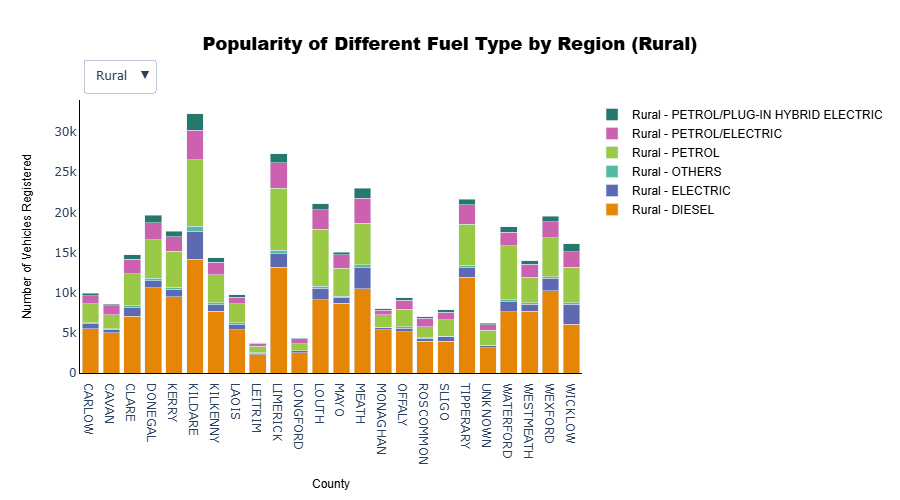 Popularity of Different Fuel Type by Region (Rural)
Rural ▼
Number of Vehicles Registered
30k
25k
20k
15k
10k
5k
0
CARLOW
CAVAN
CLARE
DONEGAL
KERRY
KILDARE
KILKENNY
LAOIS
LEITRIM
LIMERICK
LONGFORD
LOUTH
MAYO
MEATH
MONAGHAN
OFFALY
ROSCOMMON
SLIGO
TIPPERARY
UNKNOWN
WATERFORD
WESTMEATH
WEXFORD
WICKLOW
County
Rural - PETROL/PLUG-IN HYBRID ELECTRIC
Rural - PETROL/ELECTRIC
Rural - PETROL
Rural - OTHERS
Rural - ELECTRIC
Rural - DIESEL